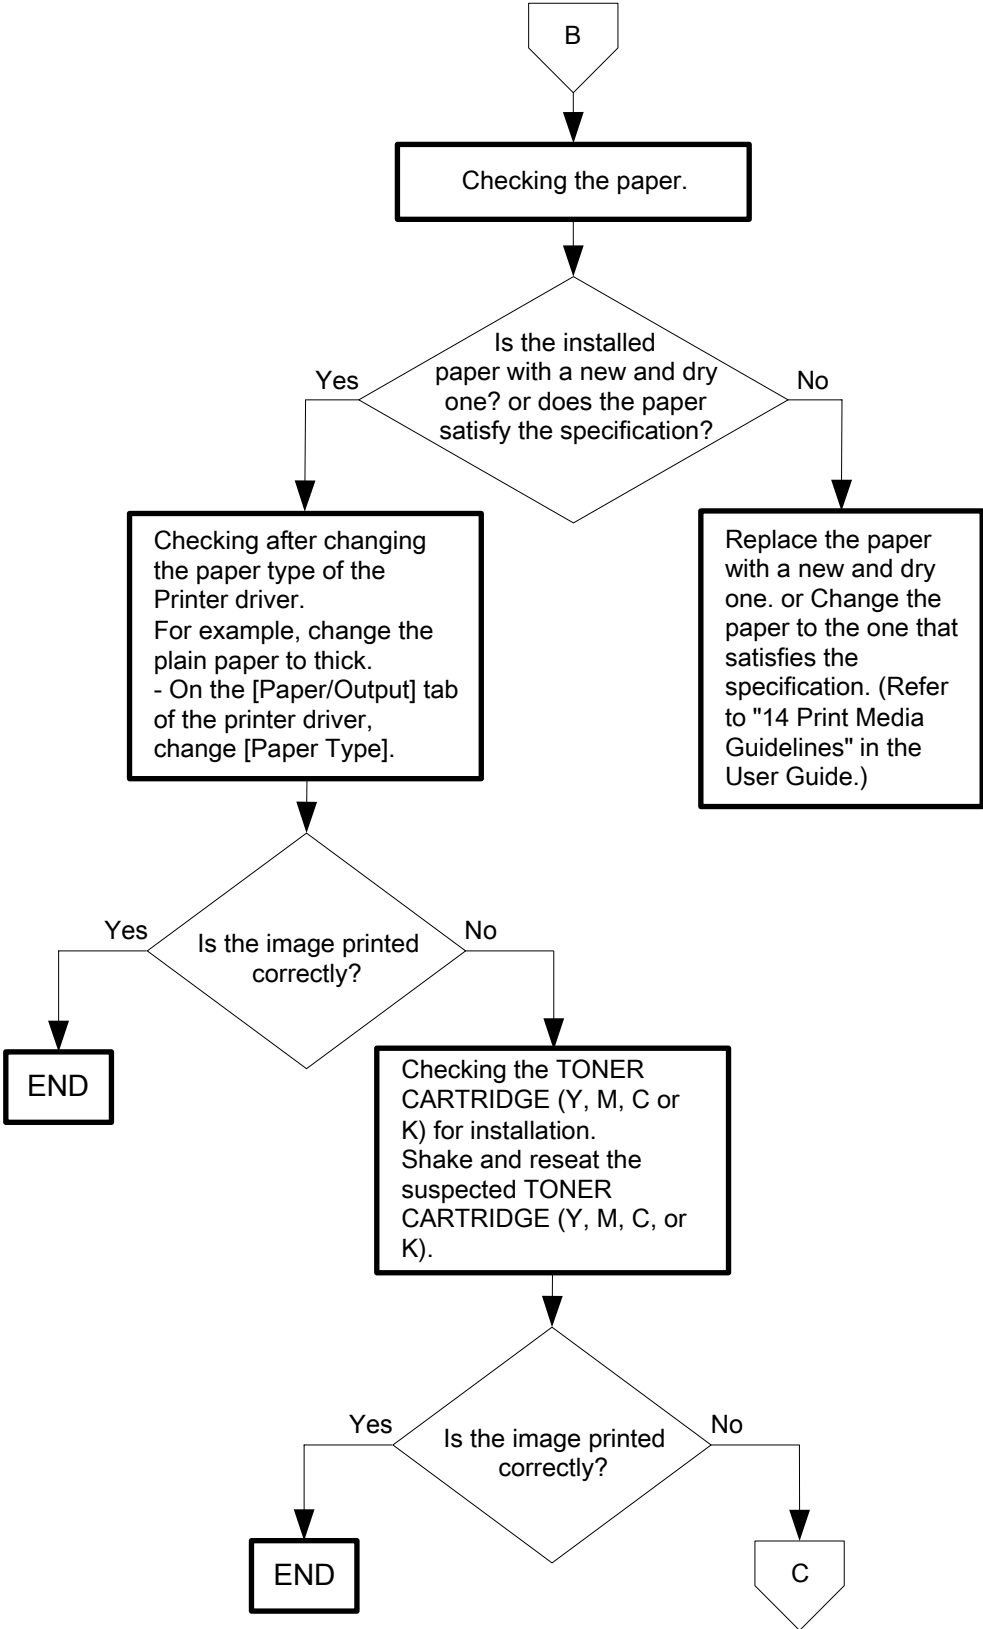 B
Checking the paper.
Is the installed
paper with a new and dry
one? or does the paper
satisfy the specification?
Yes
No
Checking after changing
the paper type of the
Printer driver.
For example, change the
plain paper to thick.
- On the [Paper/Output] tab
of the printer driver,
change [Paper Type].
Replace the paper
with a new and dry
one. or Change the
paper to the one that
satisfies the
specification. (Refer
to "14 Print Media
Guidelines" in the
User Guide.)
Yes
No
Is the image printed
correctly?
END
Checking the TONER
CARTRIDGE (Y, M, C or
K) for installation.
Shake and reseat the
suspected TONER
CARTRIDGE (Y, M, C, or
K).
Yes
No
Is the image printed
correctly?
END
C